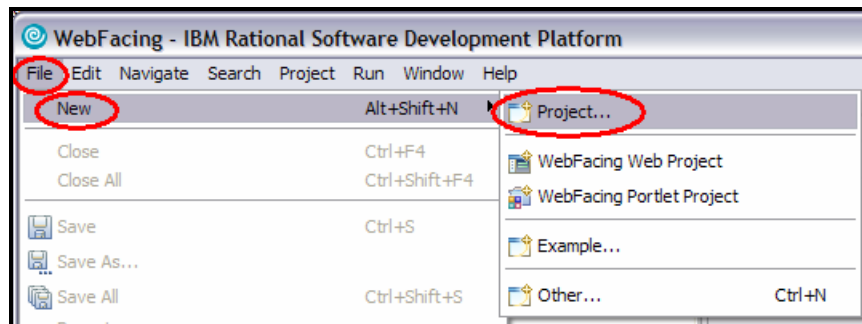 WebFacing - IBM Rational Software Development Platform
File Edit Navigate Search Project Run Window Help
New Alt+Shift+N
Project...
Close Ctrl+F4
WebFacing Web Project
Close All Ctrl+Shift+F4
WebFacing Portlet Project
Save Ctrl+S
Example...
Save As...
Save All Ctrl+Shift+S
Other... Ctrl+N